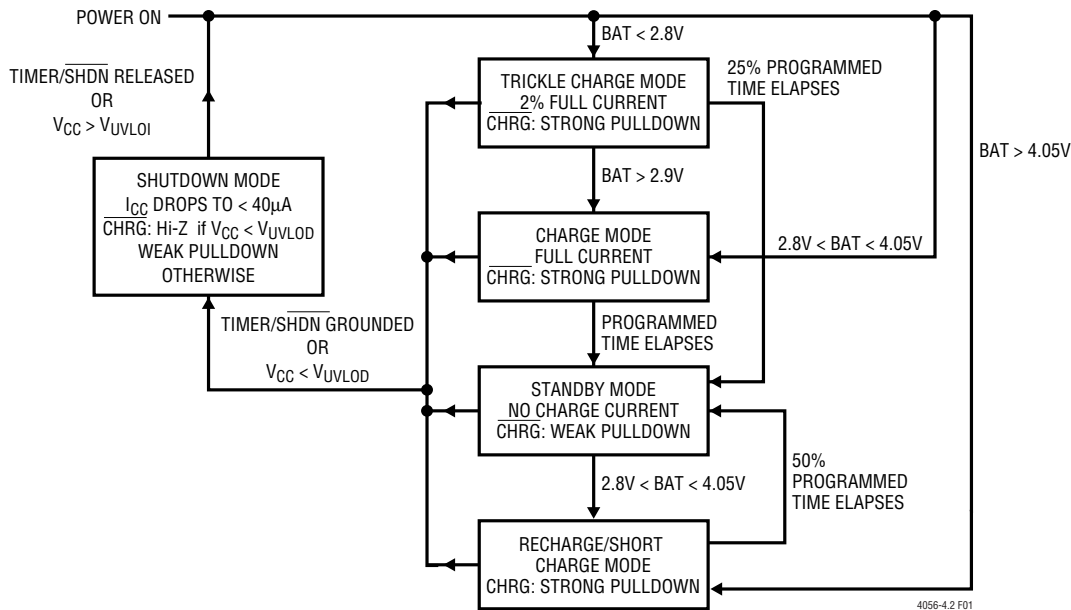 POWER ON
BAT < 2.8V
TIMER/SHDN RELEASED
OR
VCC > VUVLOI
TRICKLE CHARGE MODE
2% FULL CURRENT
CHRG: STRONG PULLDOWN
25% PROGRAMMED
TIME ELAPSES
BAT > 4.05V
SHUTDOWN MODE
ICC DROPS TO < 40µA
CHRG: Hi-Z if VCC < VUVLOD
WEAK PULLDOWN
OTHERWISE
BAT > 2.9V
CHARGE MODE
FULL CURRENT
CHRG: STRONG PULLDOWN
2.8V < BAT < 4.05V
TIMER/SHDN GROUNDED
OR
VCC < VUVLOD
PROGRAMMED
TIME ELAPSES
STANDBY MODE
NO CHARGE CURRENT
CHRG: WEAK PULLDOWN
50%
PROGRAMMED
TIME ELAPSES
2.8V < BAT < 4.05V
RECHARGE/SHORT
CHARGE MODE
CHRG: STRONG PULLDOWN
4056-4.2 F01